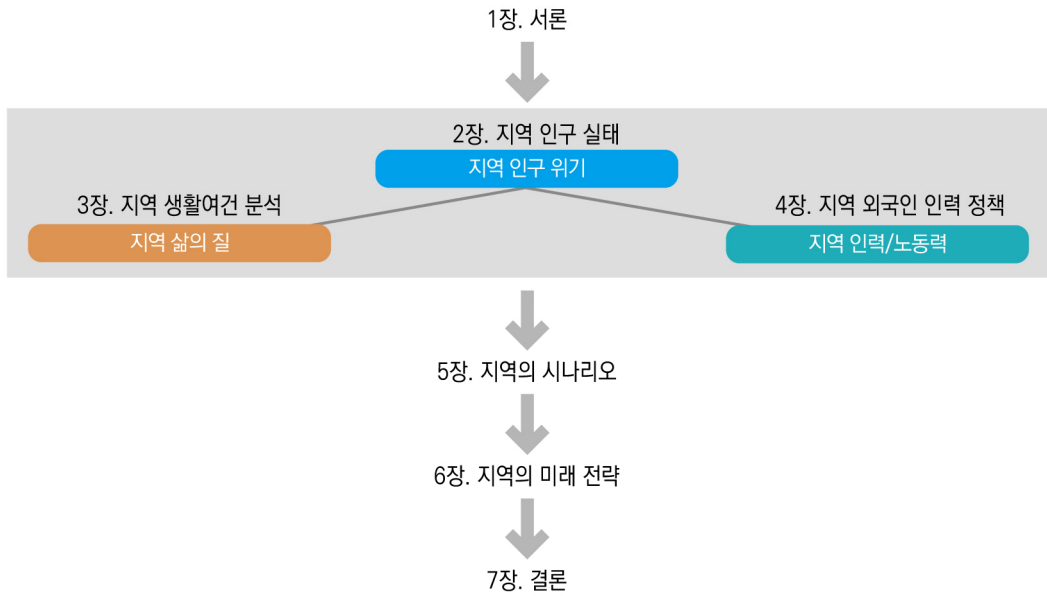 1장. 서론
2장. 지역 인구 실태
지역 인구 위기
3장. 지역 생활여건 분석
지역 삶의 질
4장. 지역 외국인 인력 정책
지역 인력/노동력
5장. 지역의 시나리오
6장. 지역의 미래 전략
7장. 결론